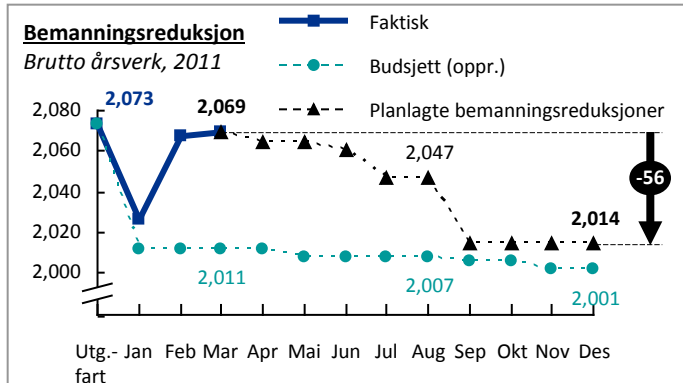 Bemanningsreduksjon
Brutto årsverk, 2011
Faktisk
Budsjett (oppr.)
Planlagte bemanningsreduksjoner
2,080
2,060
2,040
2,020
2,000
2,073
2,069
2,047
-56
2,014
2,011
2,007
2,001
Utg.- Jan Feb Mar Apr Mai Jun Jul Aug Sep Okt Nov Des
fart